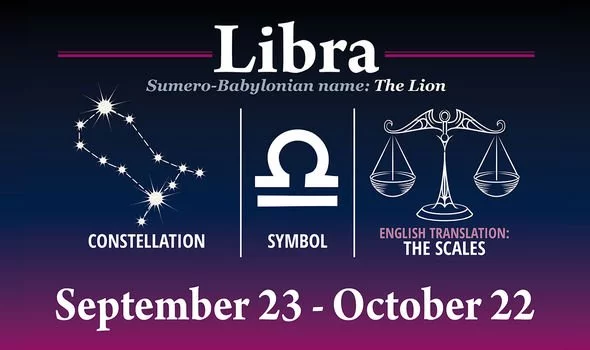 Libra
Sumero-Babylonian name: The Lion
CONSTELLATION
SYMBOL
ENGLISH TRANSLATION:
THE SCALES
September 23 - October 22